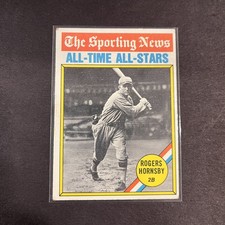 The Sporting News
ALL-TIME ALL-STARS
ROGERS
HORNSBY
2B